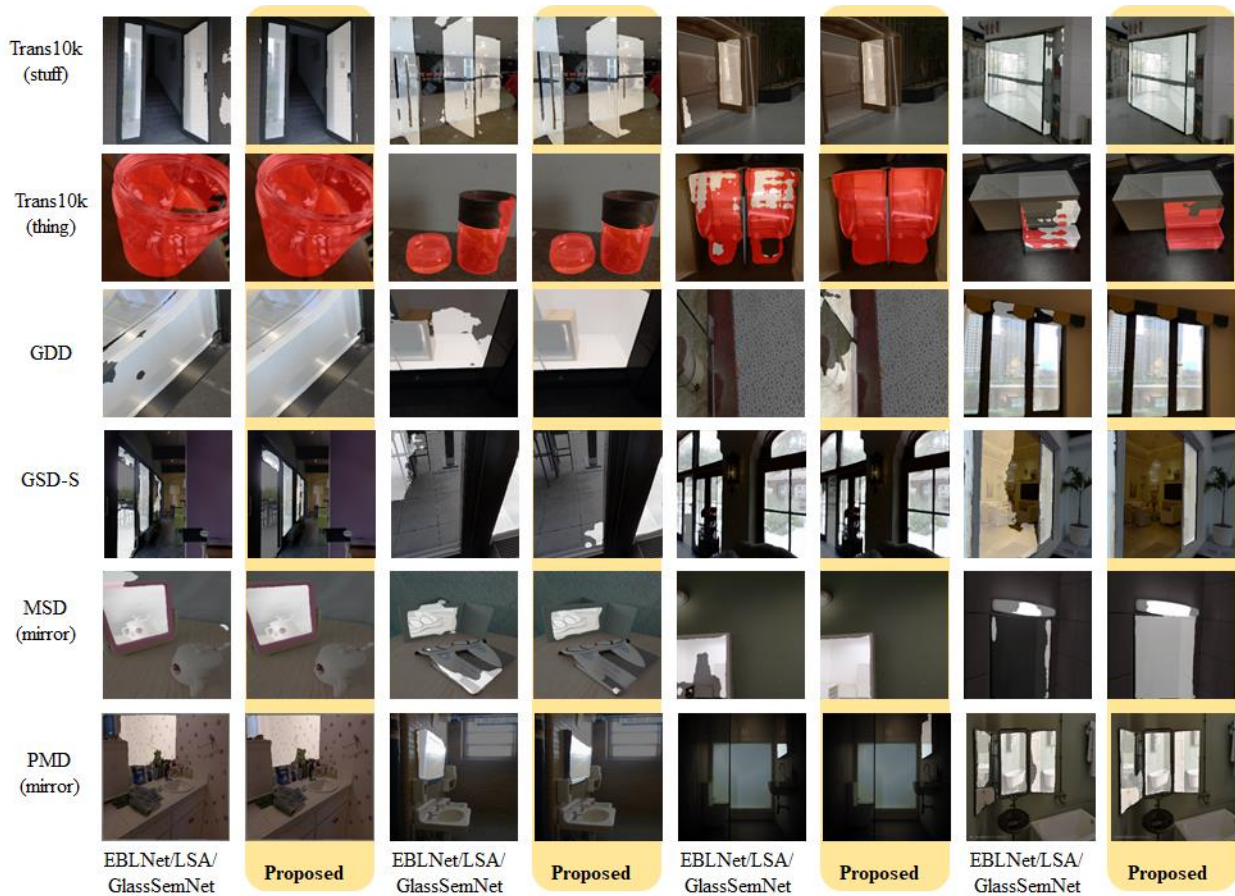 Trans10k
(stuff)
Trans10k
(thing)
GDD
GSD-S
MSD
(mirror)
PMD
(mirror)
EBLNet/LSA/
GlassSemNet
Proposed
EBLNet/LSA/
GlassSemNet
Proposed
EBLNet/LSA/
GlassSemNet
Proposed
EBLNet/LSA/
GlassSemNet
Proposed